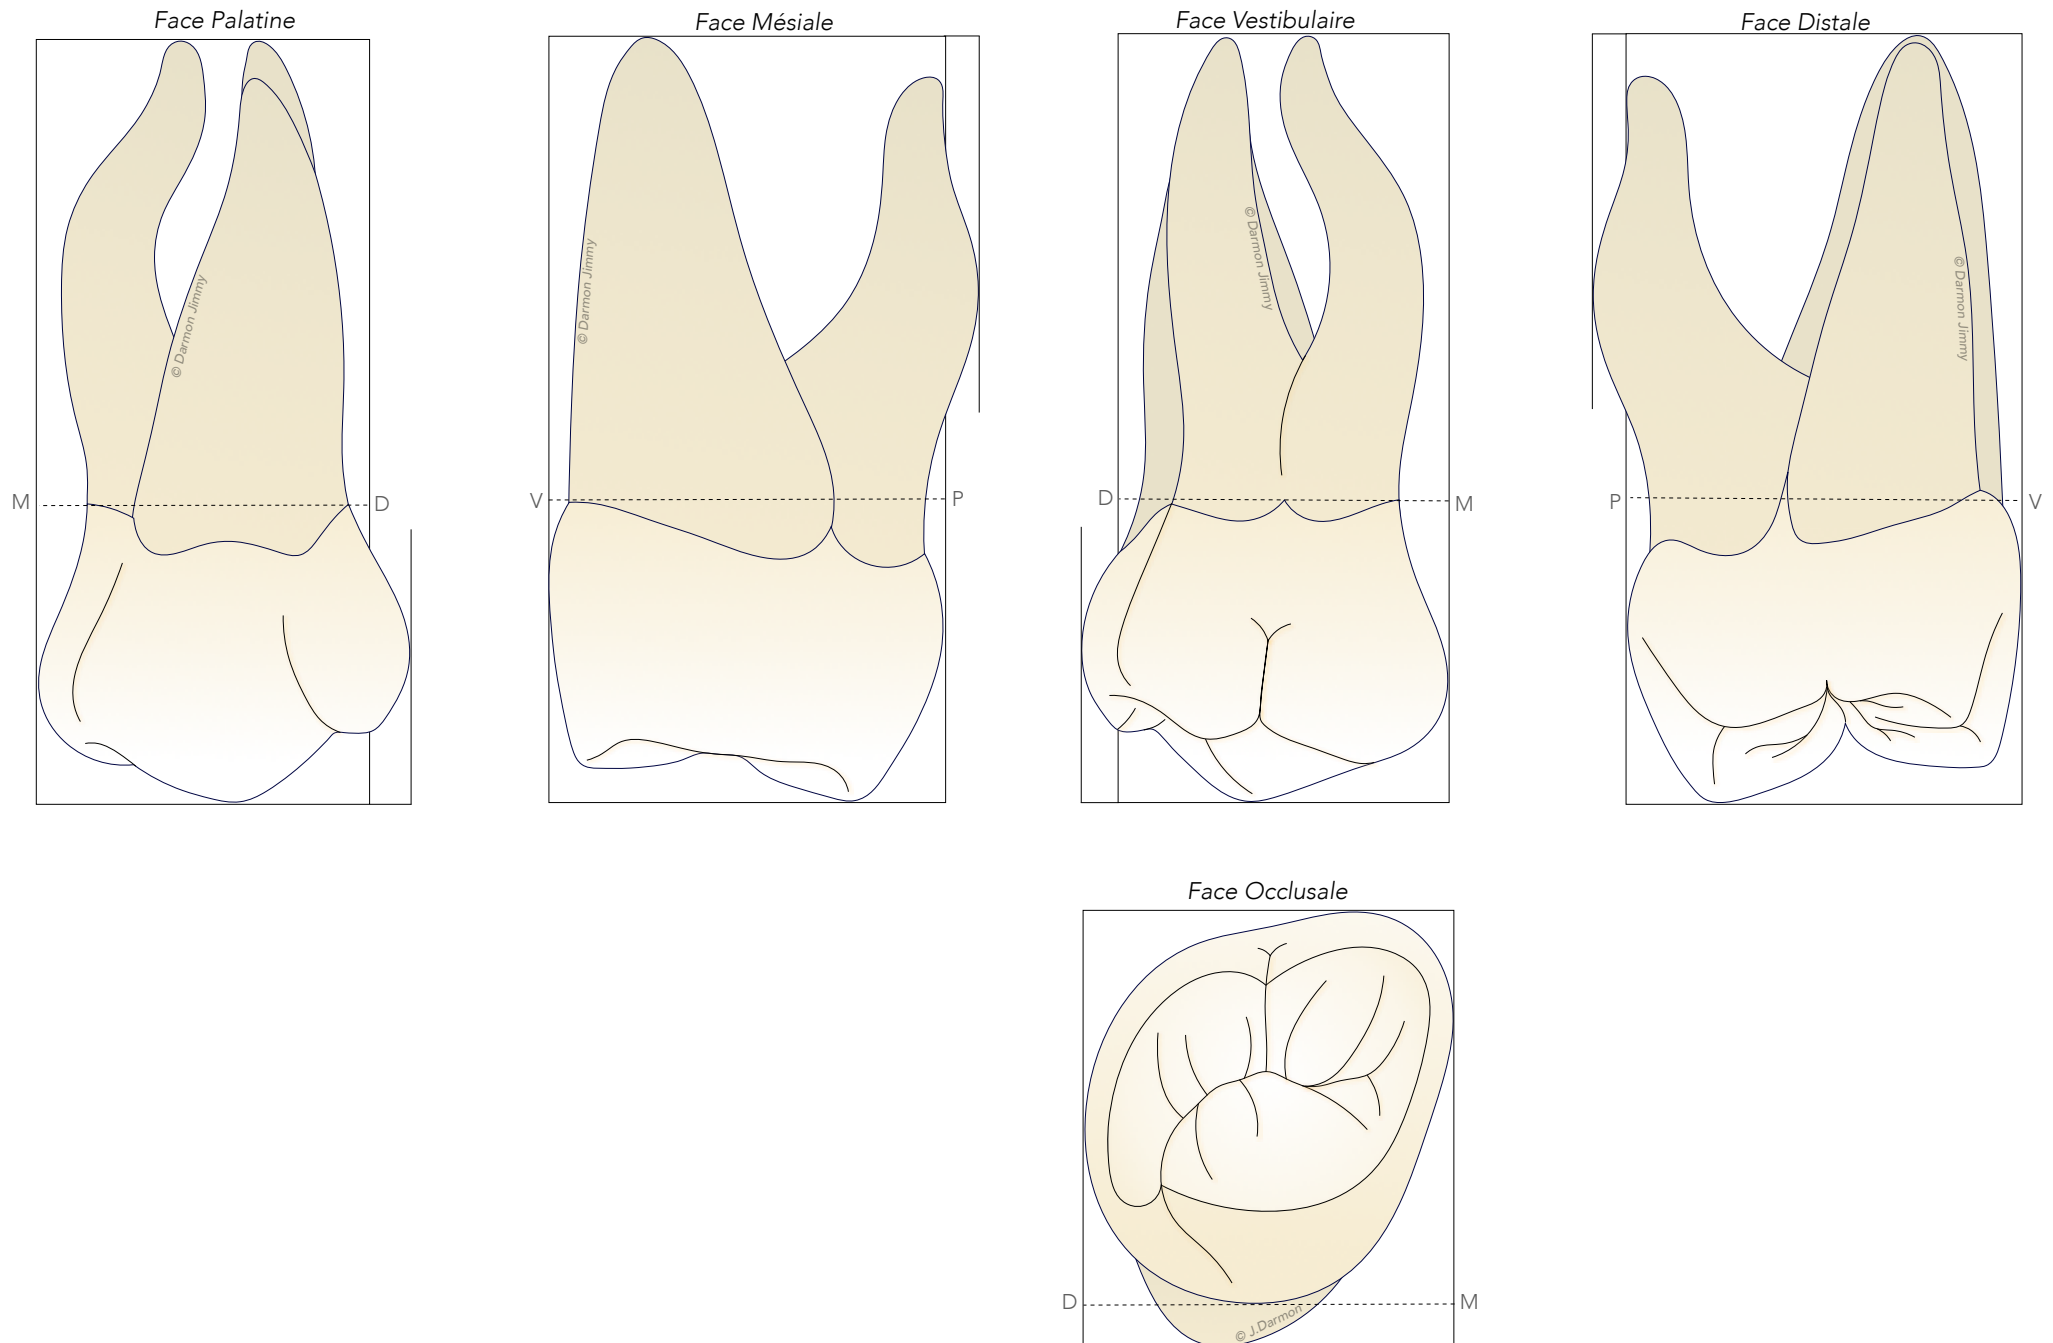 Face Palatine
Face Mésiale
Face Vestibulaire
Face Distale
© Darmon Jimmy
© Darmon Jimmy
© Darmon Jimmy
© Darmon Jimmy
M
D
V
P
D
M
P
V
Face Occlusale
D
M
© J.Darmon